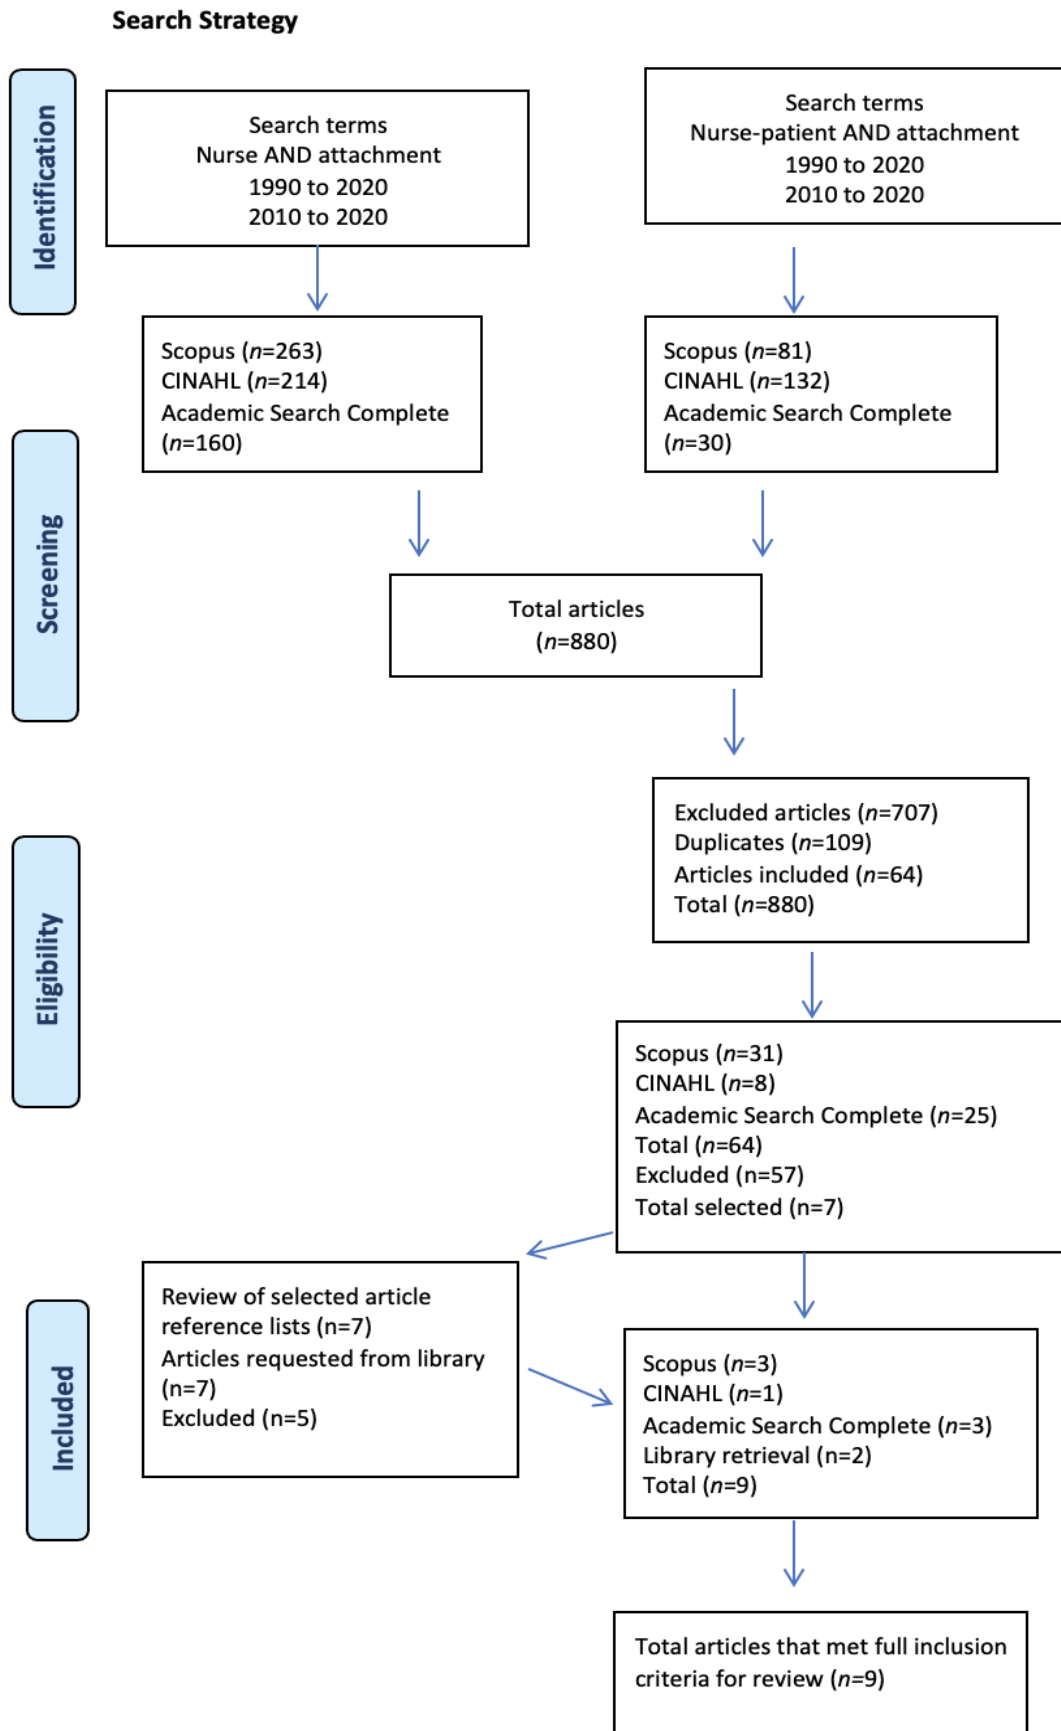 Search Strategy
Identification
Search terms
Nurse AND attachment
1990 to 2020
2010 to 2020
Search terms
Nurse-patient AND attachment
1990 to 2020
2010 to 2020
Scopus (n=263)
CINAHL (n=214)
Academic Search Complete
(n=160)
Scopus (n=81)
CINAHL (n=132)
Academic Search Complete
(n=30)
Screening
Total articles
(n=880)
Excluded articles (n=707)
Duplicates (n=109)
Articles included (n=64)
Total (n=880)
Eligibility
Scopus (n=31)
CINAHL (n=8)
Academic Search Complete (n=25)
Total (n=64)
Excluded (n=57)
Total selected (n=7)
Review of selected article
reference lists (n=7)
Articles requested from library
(n=7)
Excluded (n=5)
Included
Scopus (n=3)
CINAHL (n=1)
Academic Search Complete (n=3)
Library retrieval (n=2)
Total (n=9)
Total articles that met full inclusion
criteria for review (n=9)